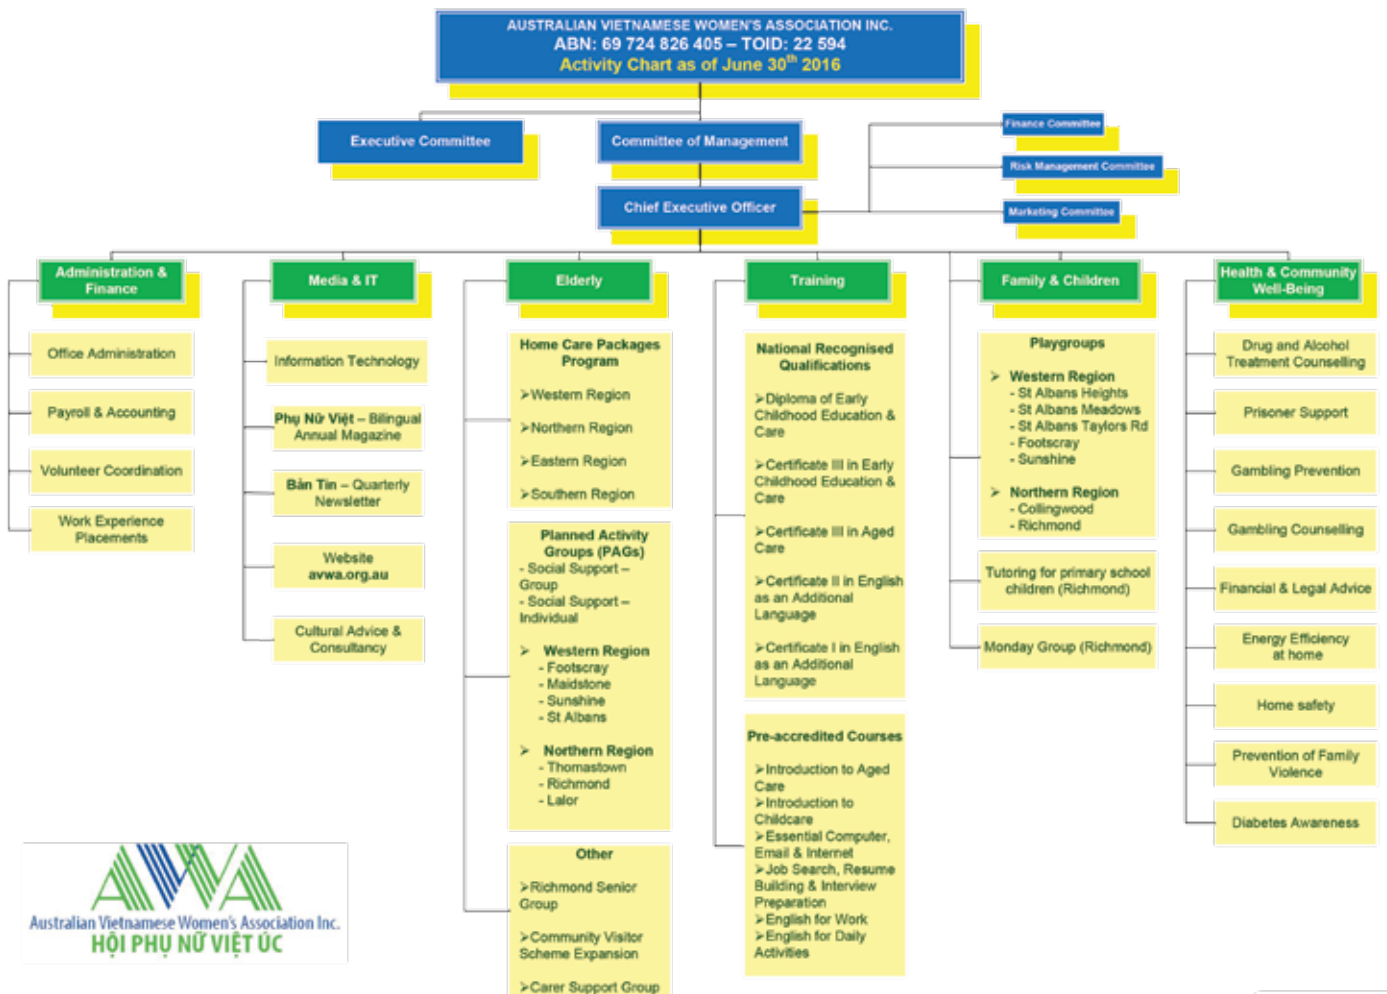 AUSTRALIAN VIETNAMESE WOMEN'S ASSOCIATION INC.
ABN: 69 724 826 405 – TOID: 22 594
Activity Chart as of June 30th 2016
Executive Committee
Committee of Management
Chief Executive Officer
Finance Committee
Risk Management Committee
Marketing Committee
Administration &
Finance
Office Administration
Payroll & Accounting
Volunteer Coordination
Work Experience
Placements
Media & IT
Information Technology
Phụ Nữ Việt – Bilingual
Annual Magazine
Bản Tin – Quarterly
Newsletter
Website
avwa.org.au
Cultural Advice &
Consultancy
Elderly
Home Care Packages
Program
➢Western Region
➢Northern Region
➢Eastern Region
➢Southern Region
Planned Activity
Groups (PAGs)
- Social Support –
Group
- Social Support –
Individual
➢ Western Region
- Footscray
- Maidstone
- Sunshine
- St Albans
➢ Northern Region
- Thomastown
- Richmond
- Lalor
Other
➢Richmond Senior
Group
➢Community Visitor
Scheme Expansion
➢Carer Support Group
Training
National Recognised
Qualifications
➢Diploma of Early
Childhood Education &
Care
➢Certificate III in Early
Childhood Education &
Care
➢Certificate III in Aged
Care
➢Certificate II in English
as an Additional
Language
➢Certificate I in English
as an Additional
Language
Pre-accredited Courses
➢Introduction to Aged
Care
➢Introduction to
Childcare
➢Essential Computer,
Email & Internet
➢Job Search, Resume
Building & Interview
Preparation
➢English for Work
➢English for Daily
Activities
Family & Children
Playgroups
➢ Western Region
- St Albans Heights
- St Albans Meadows
- St Albans Taylors Rd
- Footscray
- Sunshine
➢ Northern Region
- Collingwood
- Richmond
Tutoring for primary school
children (Richmond)
Monday Group (Richmond)
Health & Community
Well-Being
Drug and Alcohol
Treatment Counselling
Prisoner Support
Gambling Prevention
Gambling Counselling
Financial & Legal Advice
Energy Efficiency
at home
Home safety
Prevention of Family
Violence
Diabetes Awareness
AVWA
Australian Vietnamese Women's Association Inc.
HỘI PHỤ NỮ VIỆT ÚC